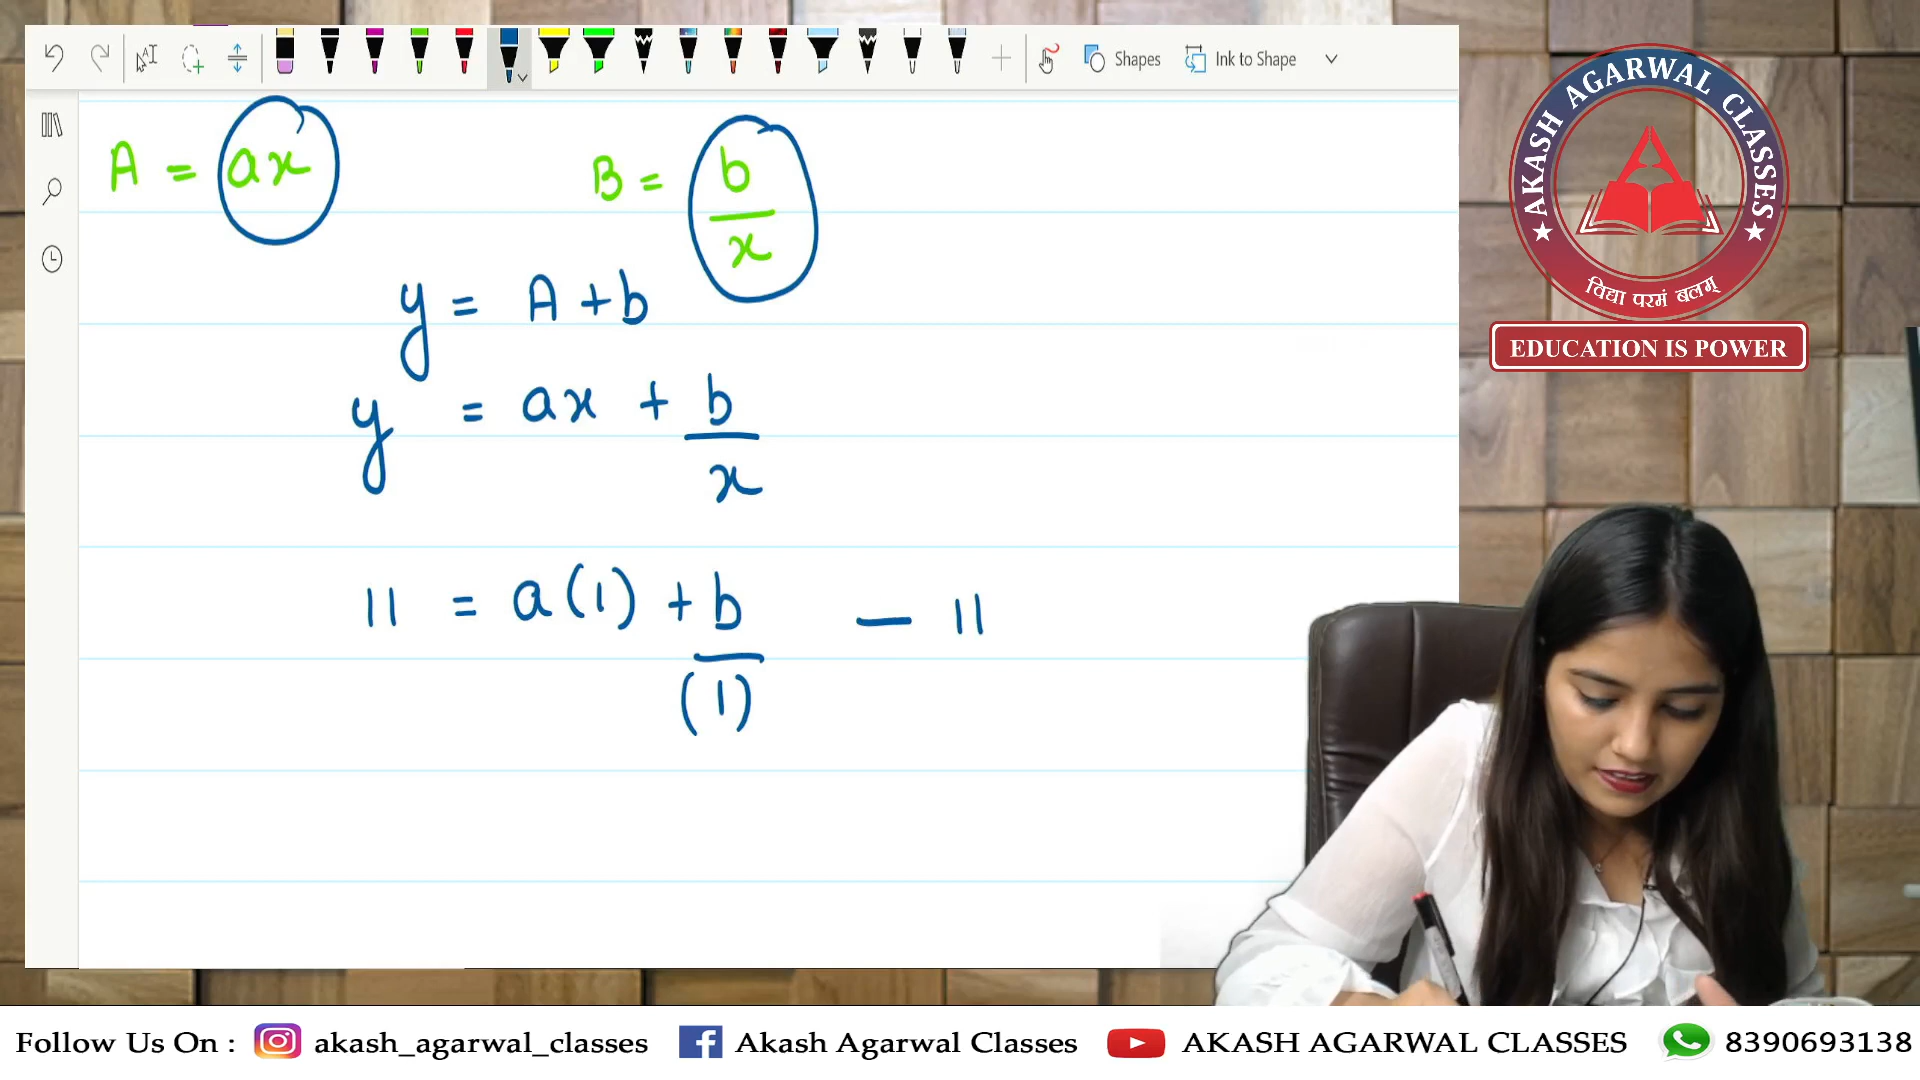 Shapes
Ink to Shape
A = ax
B = b/x
y = A + b
y = ax + b/x
11 = a(1) + b/(1) — 11
AKASH AGARWAL CLASSES
विद्या परमं बलम्
EDUCATION IS POWER
Follow Us On : akash_agarwal_classes Akash Agarwal Classes AKASH AGARWAL CLASSES 8390693138